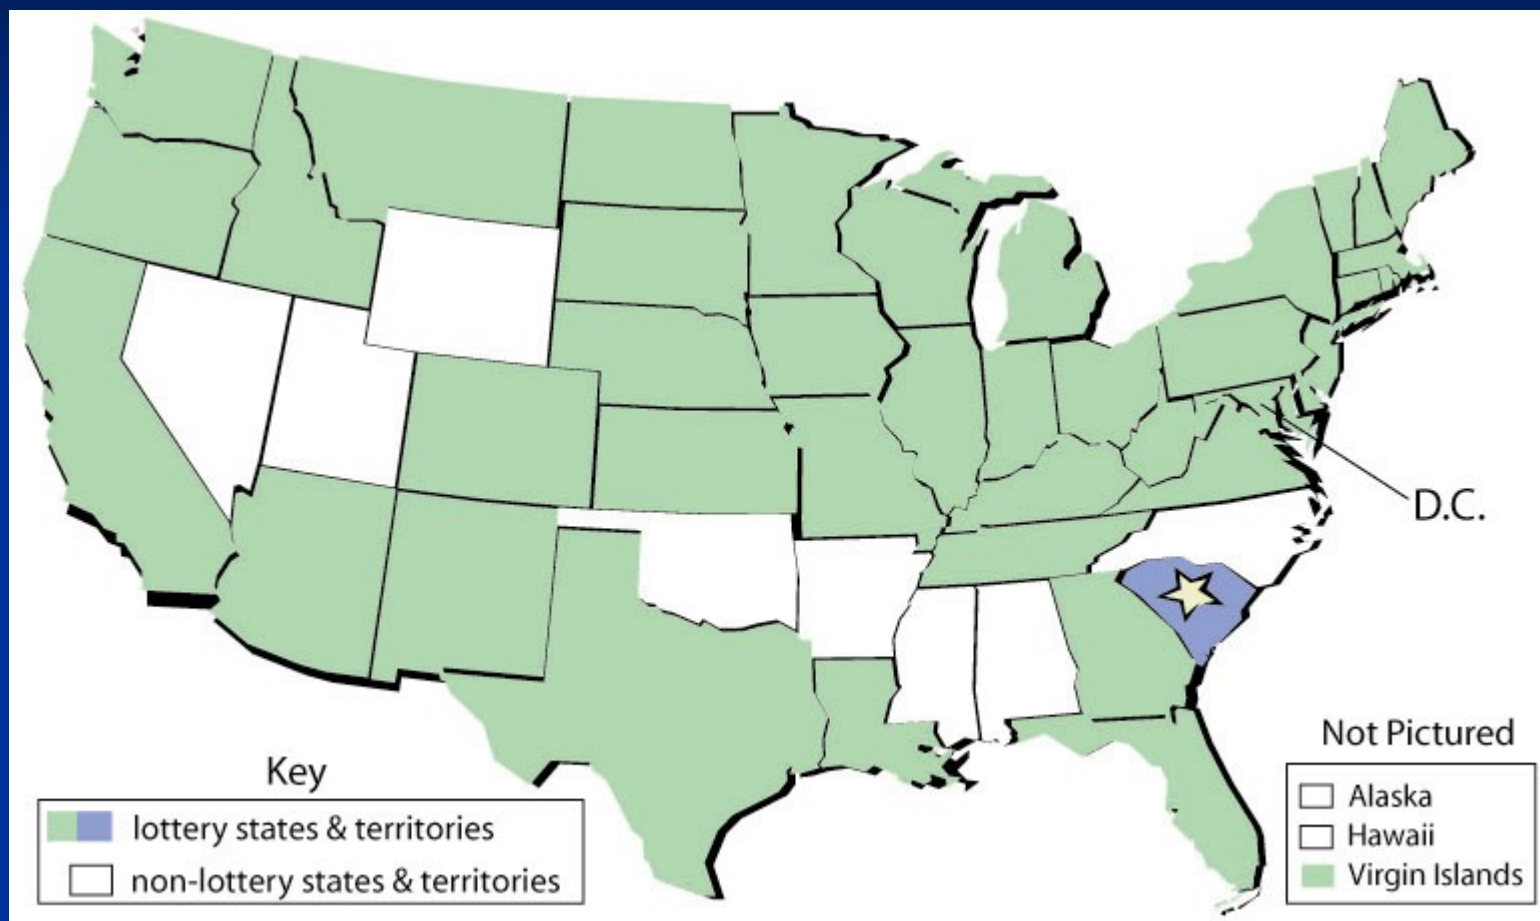 D.C.
Key
lottery states & territories
non-lottery states & territories
Not Pictured
Alaska
Hawaii
Virgin Islands